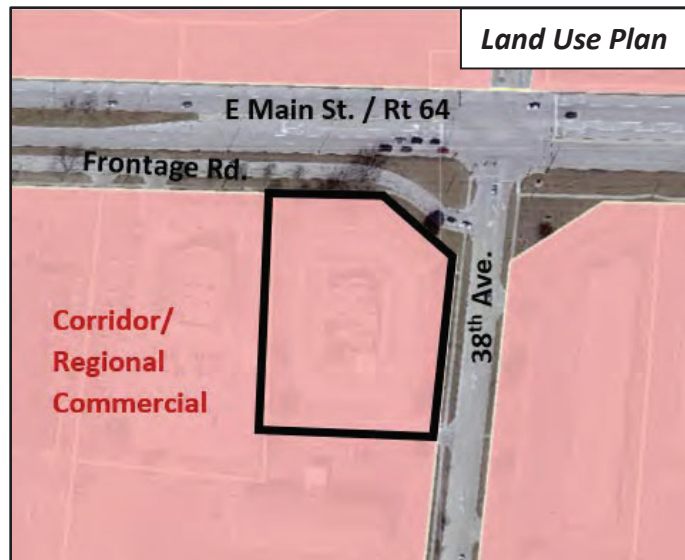 Land Use Plan
E Main St. / Rt 64
Frontage Rd.
38th Ave.
Corridor/
Regional
Commercial